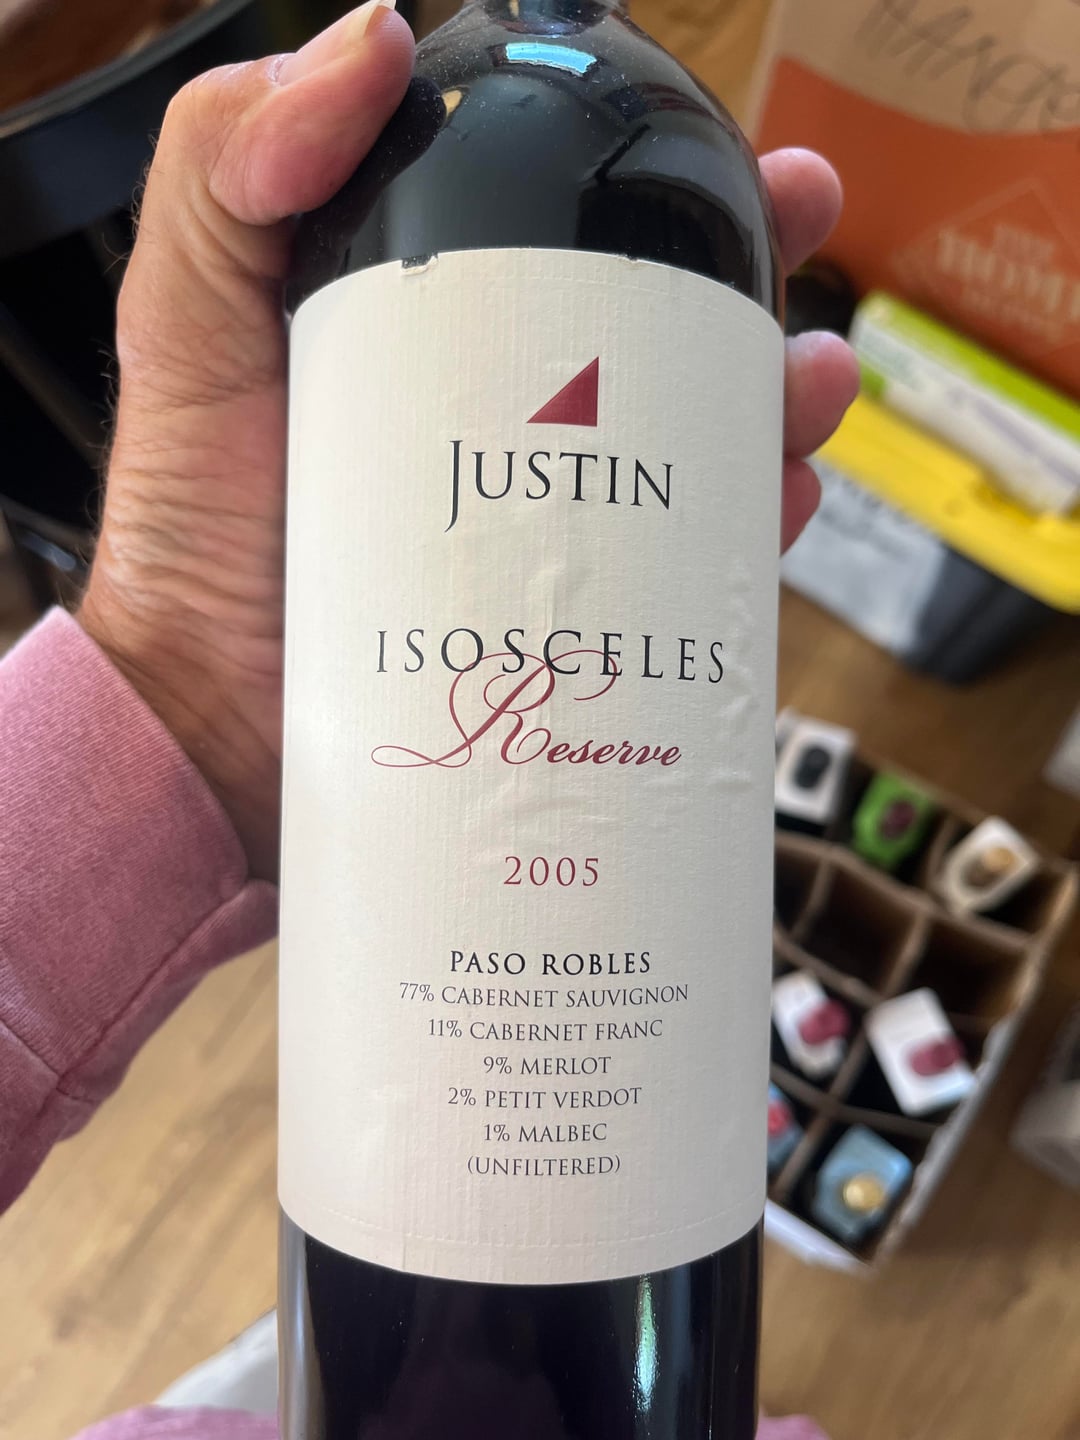 JUSTIN
ISOSCELES
Reserve
2005
PASO ROBLES
77% CABERNET SAUVIGNON
11% CABERNET FRANC
9% MERLOT
2% PETIT VERDOT
1% MALBEC
(UNFILTERED)